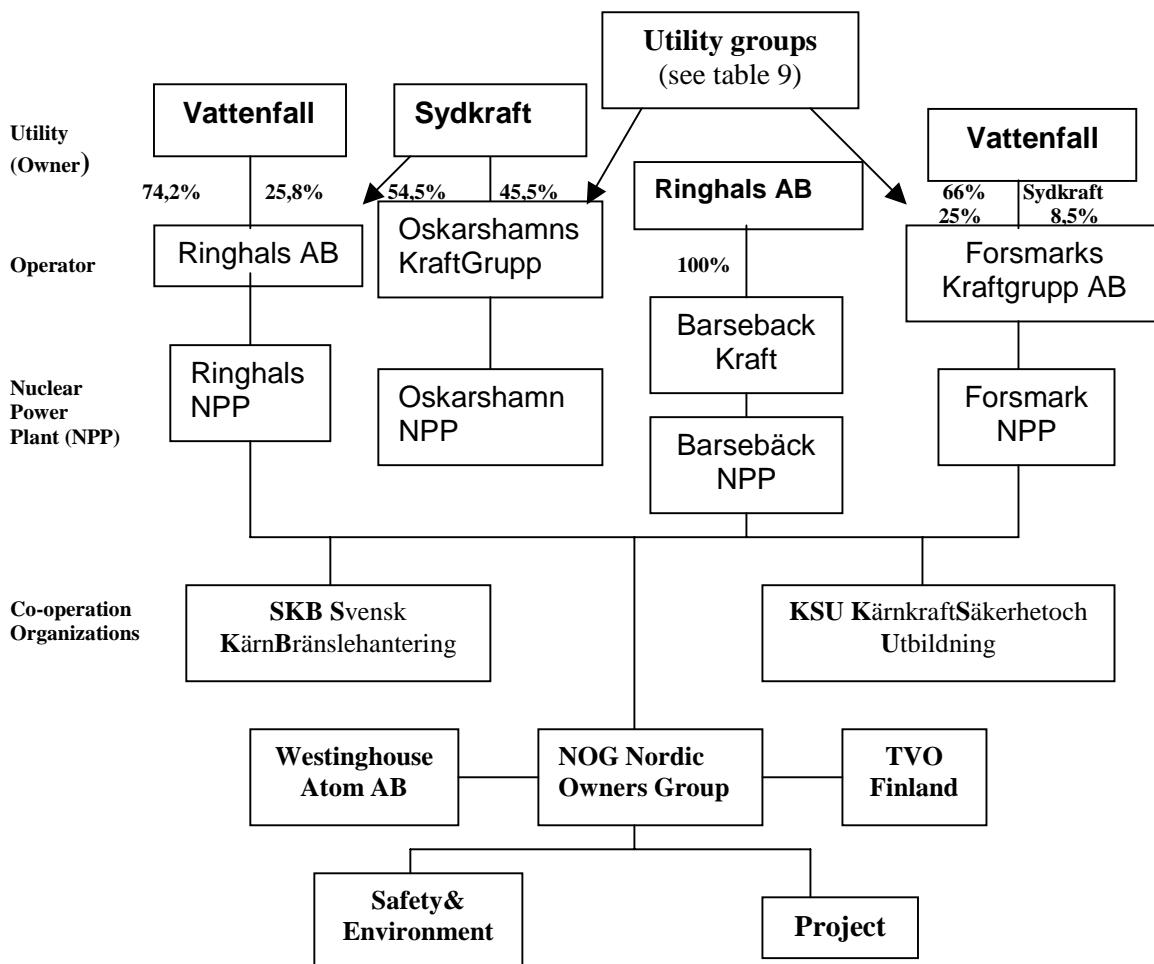 Utility groups
(see table 9)
Vattenfall
Sydkraft
Utility
(Owner)
Vattenfall
74,2%
25,8%
54,5%
45,5%
Ringhals AB
66%
Sydkraft
25%
8,5%
Operator
Ringhals AB
Oskarshamns
KraftGrupp
100%
Forsmarks
Kraftgrupp AB
Barseback
Kraft
Nuclear
Power
Plant (NPP)
Ringhals
NPP
Oskarshamn
NPP
Barsebäck
NPP
Forsmark
NPP
Co-operation
Organizations
SKB Svensk
KärnBränslehantering
KSU KärnkraftSäkerhetoch
Utbildning
Westinghouse
Atom AB
NOG Nordic
Owners Group
TVO
Finland
Safety&
Environment
Project